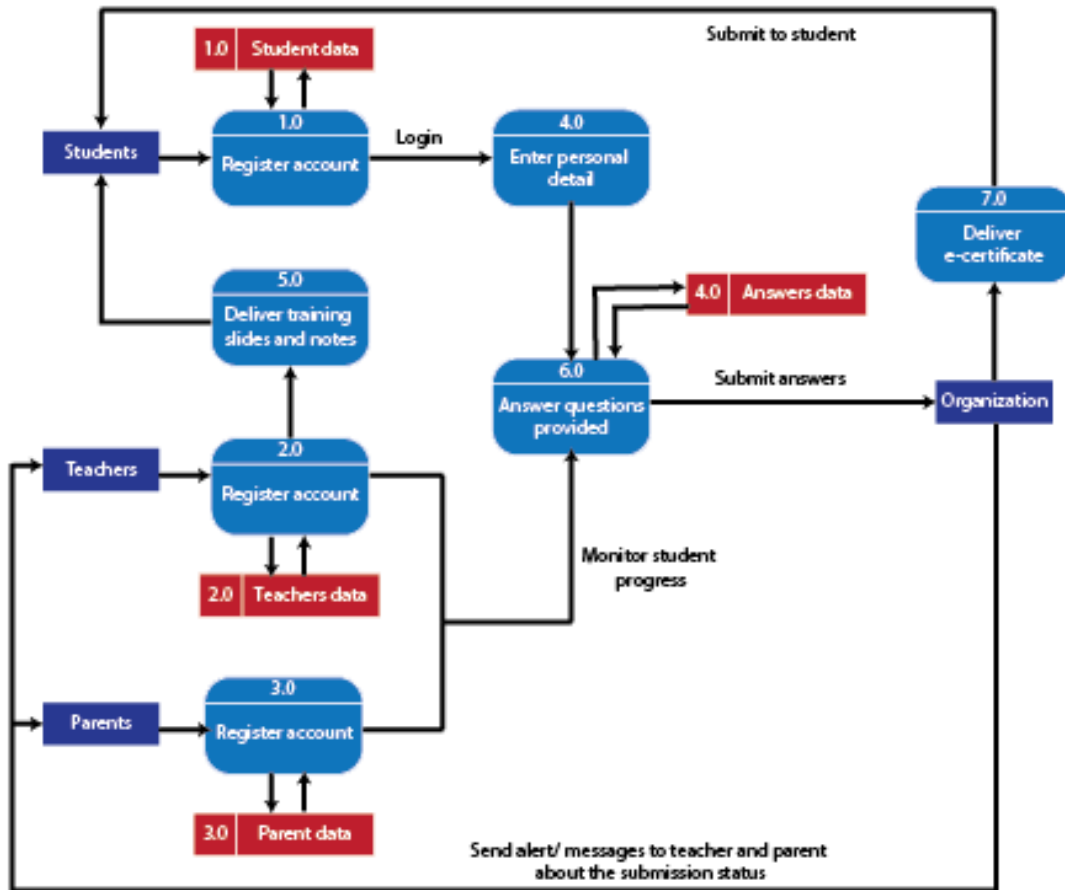 Submit to student
1.0 Student data
1.0
Register account
Students
Login
4.0
Enter personal
detail
7.0
Deliver
e-certificate
5.0
Deliver training
slides and notes
4.0 Answers data
6.0
Answer questions
provided
Submit answers
Organization
Teachers
2.0
Register account
Monitor student
progress
2.0 Teachers data
3.0
Register account
Parents
3.0 Parent data
Send alert/ messages to teacher and parent
about the submission status